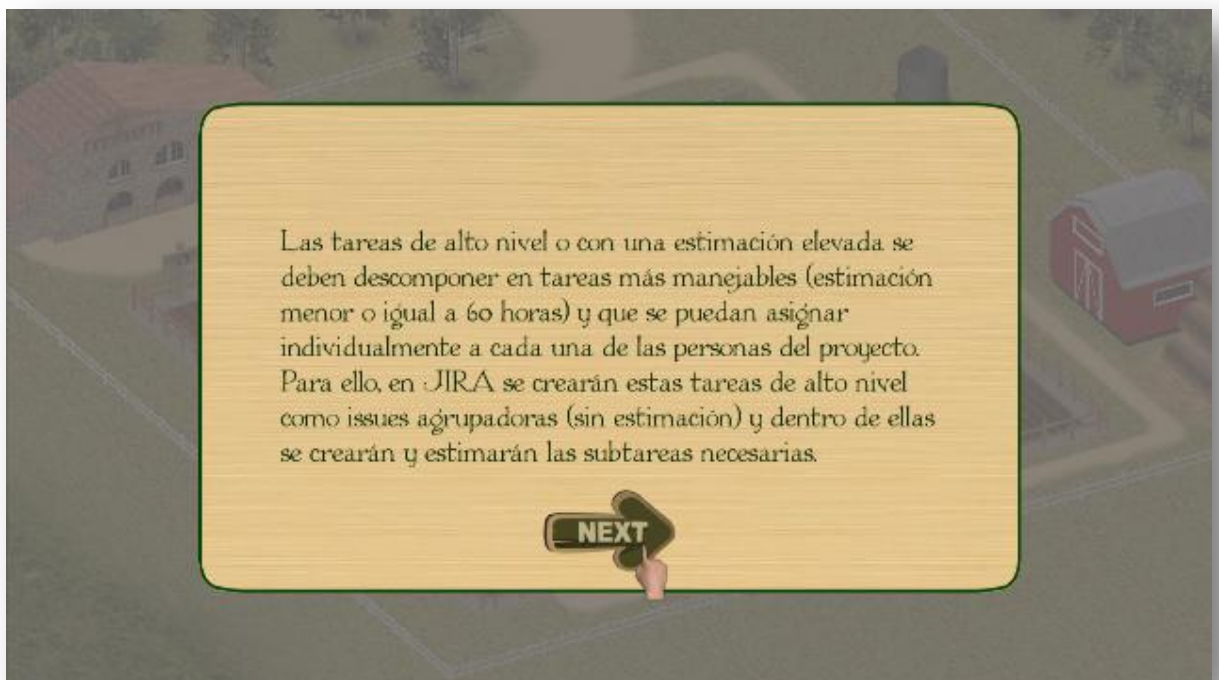 Las tareas de alto nivel o con una estimación elevada se
deben descomponer en tareas más manejables (estimación
menor o igual a 60 horas) y que se puedan asignar
individualmente a cada una de las personas del proyecto.
Para ello, en JIRA se crearán estas tareas de alto nivel
como issues agrupadoras (sin estimación) y dentro de ellas
se crearán y estimarán las subtareas necesarias.
NEXT